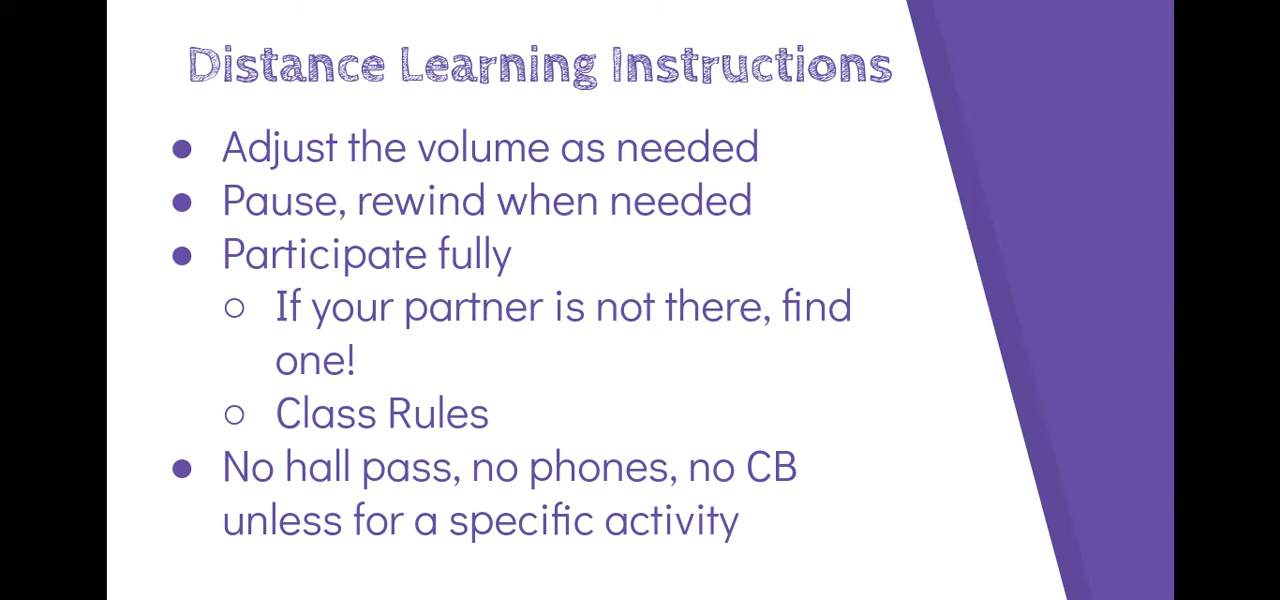 Distance Learning Instructions
● Adjust the volume as needed
● Pause, rewind when needed
● Participate fully
○ If your partner is not there, find
one!
○ Class Rules
● No hall pass, no phones, no CB
unless for a specific activity